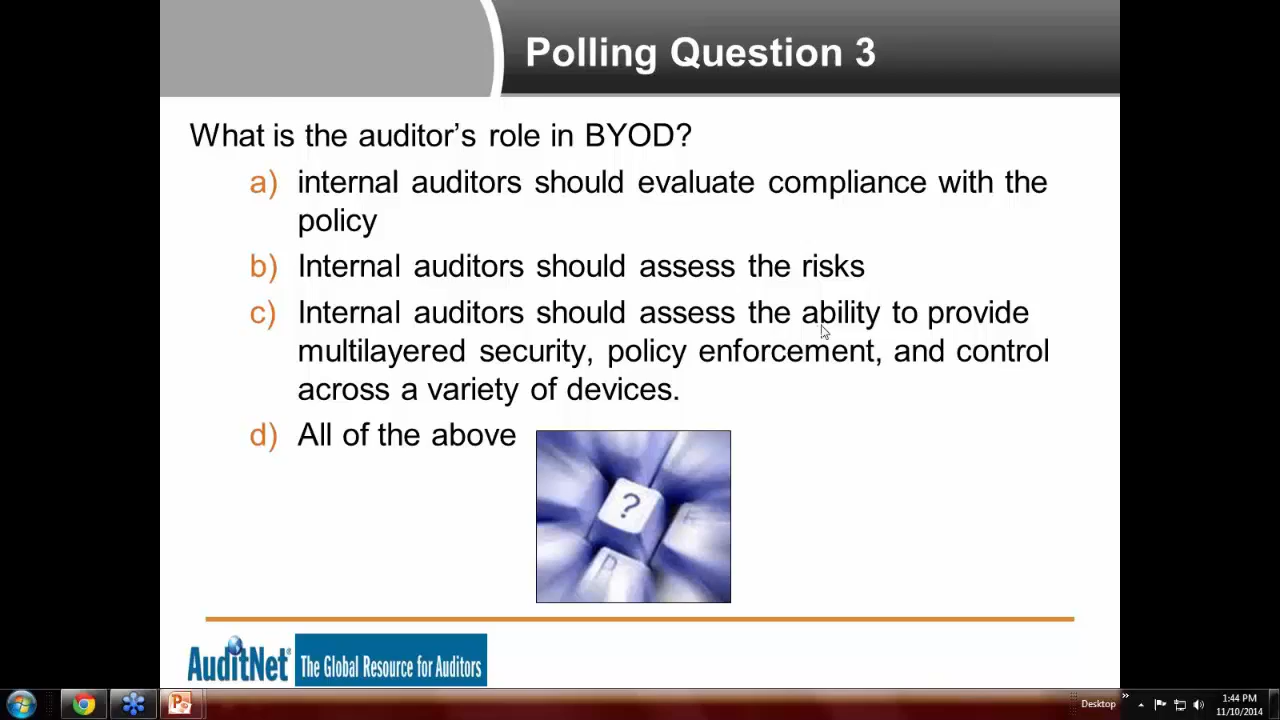 Polling Question 3
What is the auditor's role in BYOD?
a) internal auditors should evaluate compliance with the
policy
b) Internal auditors should assess the risks
c) Internal auditors should assess the ability to provide
multilayered security, policy enforcement, and control
across a variety of devices.
d) All of the above
?
P
AuditNet® The Global Resource for Auditors
Desktop
1:44 PM
11/10/2014